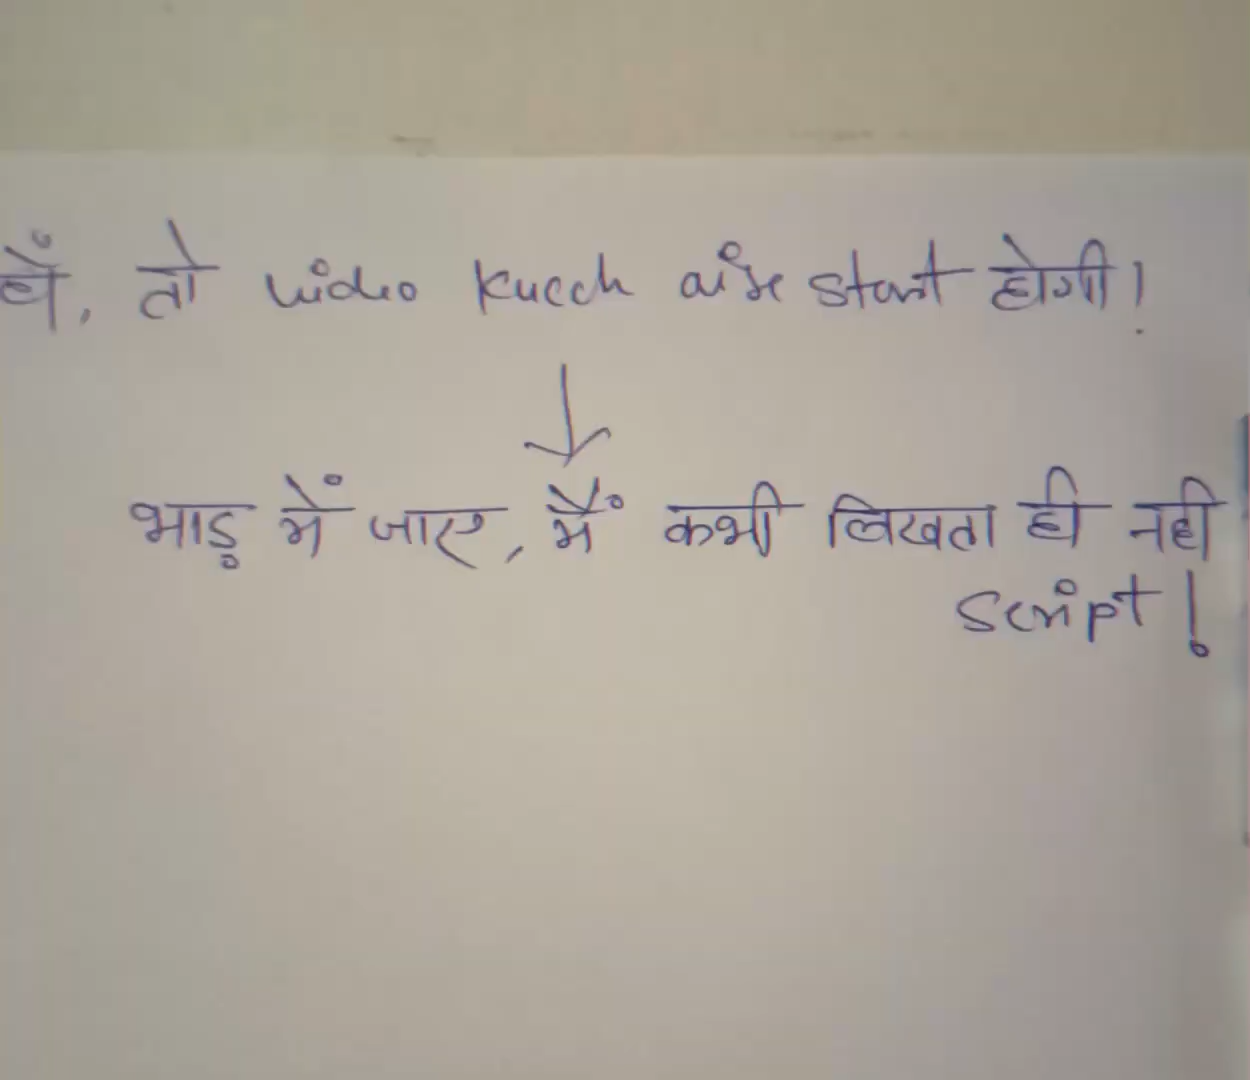 थें, तो video kucch aise start होगी!
↓
भाड़ में जाए, मैं कभी लिखता ही नही
script!